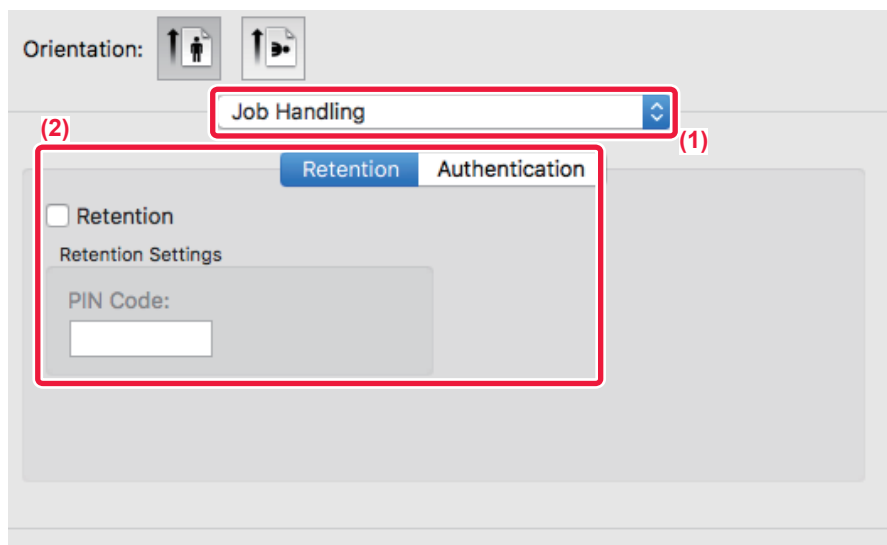 Orientation:
Job Handling
(1)
(2)
Retention Authentication
Retention
Retention Settings
PIN Code: